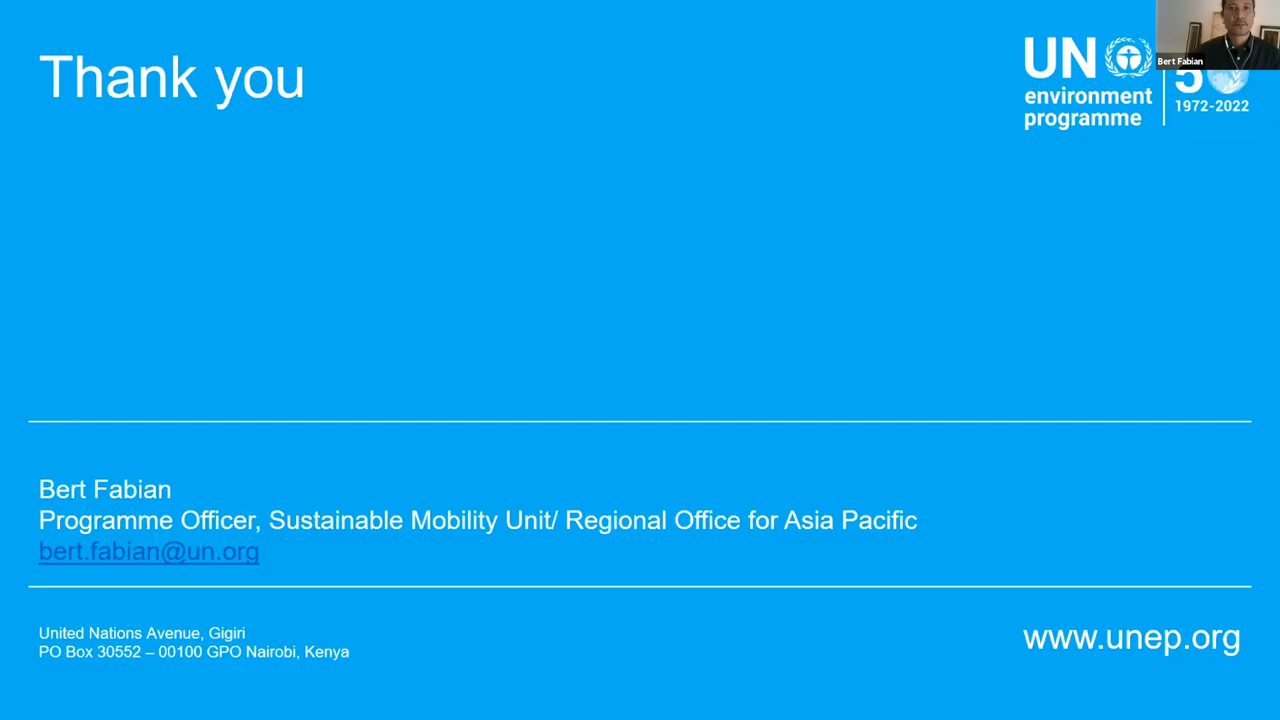 Thank you
UN
environment
programme
50
1972-2022
Bert Fabian
Bert Fabian
Programme Officer, Sustainable Mobility Unit/ Regional Office for Asia Pacific
bert.fabian@un.org
United Nations Avenue, Gigiri
PO Box 30552 – 00100 GPO Nairobi, Kenya
www.unep.org